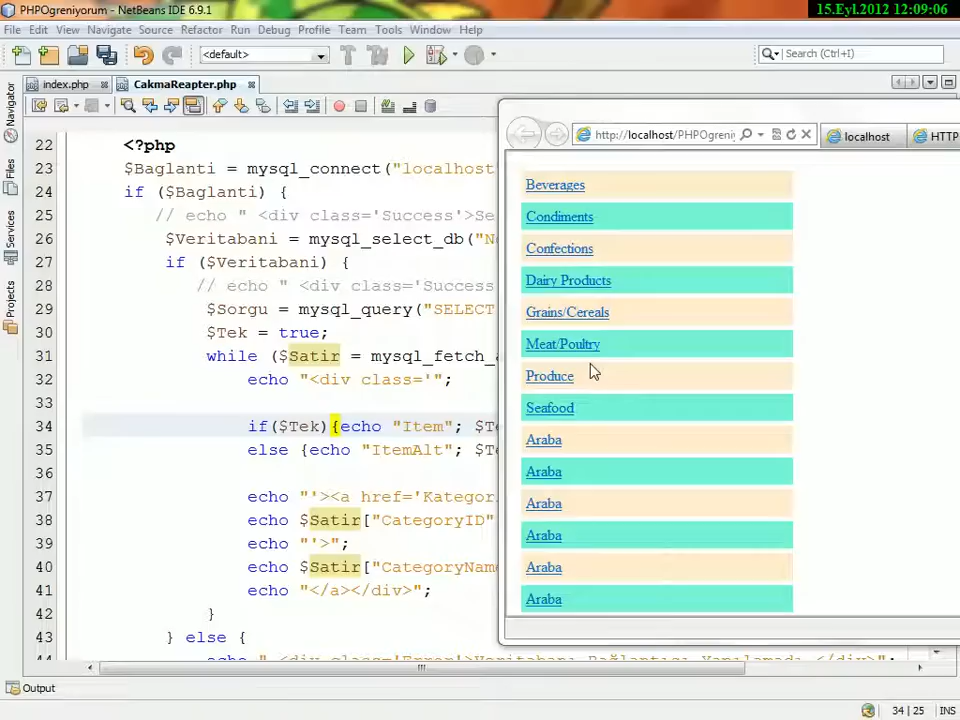 PHPOgreniyorum - NetBeans IDE 6.9.1
15.Eyl.2012 12:09:06
File Edit View Navigate Source Refactor Run Debug Profile Team Tools Window Help
<default>
Search (Ctrl+I)
index.php
CakmaReapter.php
Navigator
Files
Services
Projects
22 <?php
23 $Baglanti = mysql_connect("localhost
24 if ($Baglanti) {
25 // echo " <div class='Success'>Se
26 $Veritabani = mysql_select_db("N
27 if ($Veritabani) {
28 // echo " <div class='Success
29 $Sorgu = mysql_query("SELECT
30 $Tek = true;
31 while ($Satir = mysql_fetch_a
32 echo "<div class='";
33
34 if($Tek){echo "Item"; $Te
35 else {echo "ItemAlt"; $Te
36
37 echo "'><a href='Kategor
38 echo $Satir["CategoryID"
39 echo "'>";
40 echo $Satir["CategoryNam
41 echo "</a></div>";
42 }
43 } else {
http://localhost/PHPOgreni
localhost
HTTP
Beverages
Condiments
Confections
Dairy Products
Grains/Cereals
Meat/Poultry
Produce
Seafood
Araba
Araba
Araba
Araba
Araba
Araba
Output
34 | 25
INS